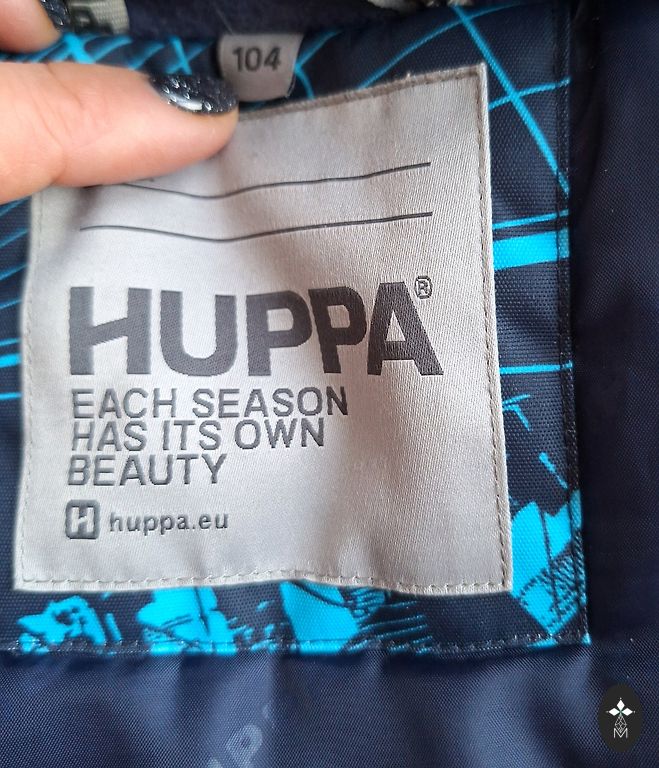 104
HUPPA®
EACH SEASON
HAS ITS OWN
BEAUTY
H huppa.eu
M